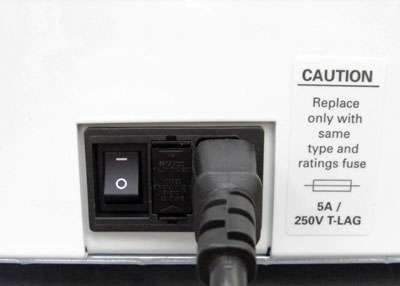 CAUTION
Replace
only with
same
type and
ratings fuse
5A /
250V T-LAG